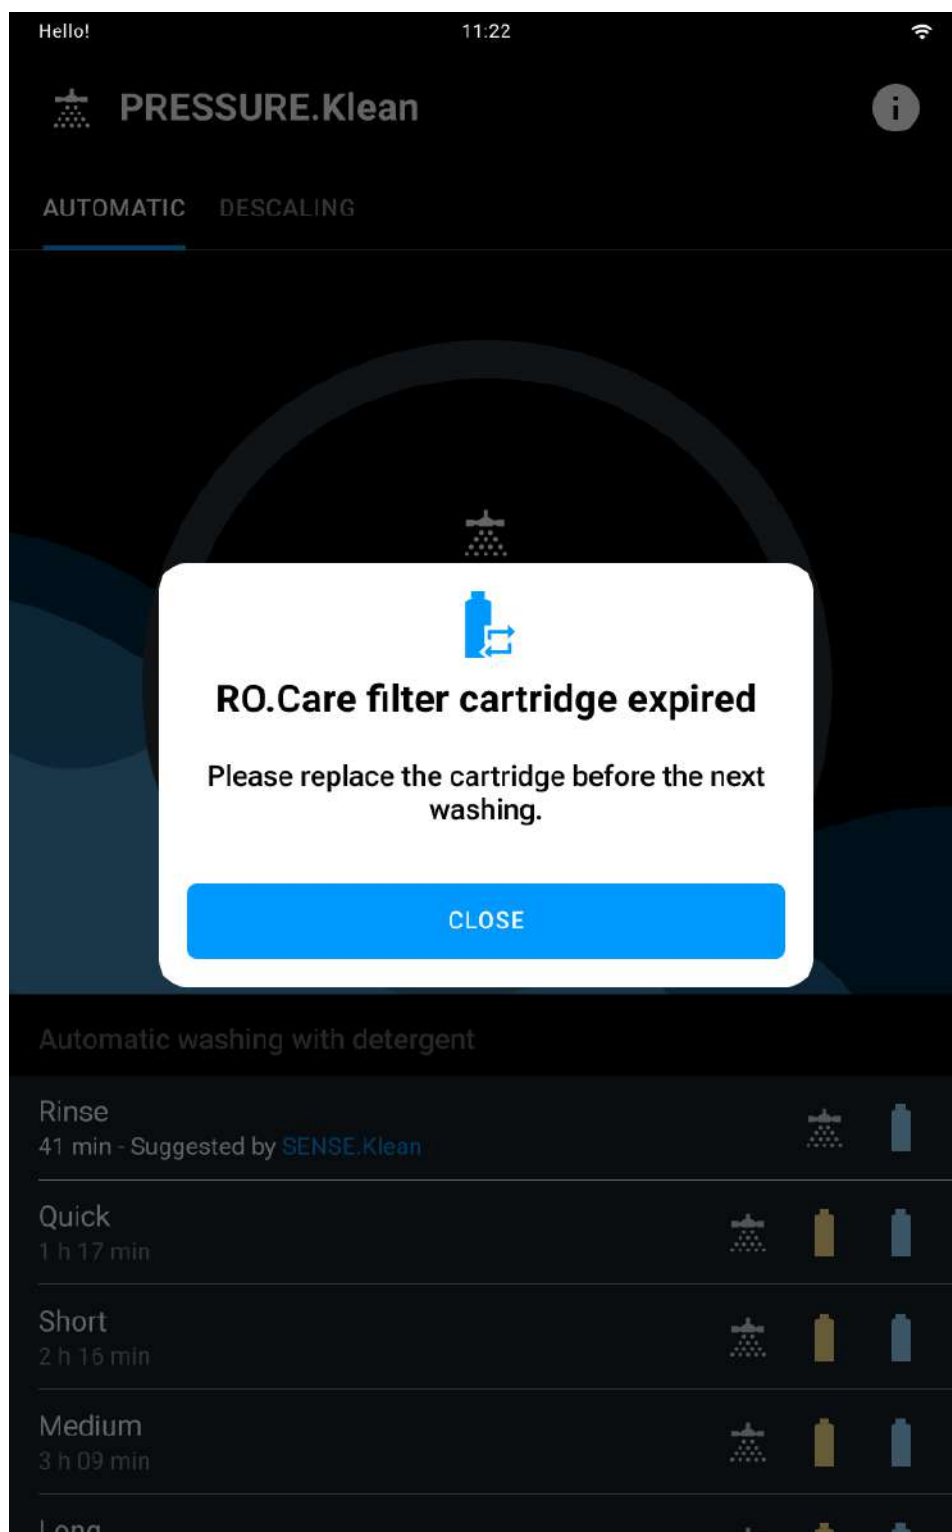 Hello!
11:22
PRESSURE.Klean
i
AUTOMATIC
DESCALING
RO.Care filter cartridge expired
Please replace the cartridge before the next
washing.
CLOSE
Automatic washing with detergent
Rinse
41 min - Suggested by SENSE.Klean
Quick
1 h 17 min
Short
2 h 16 min
Medium
3 h 09 min
Long